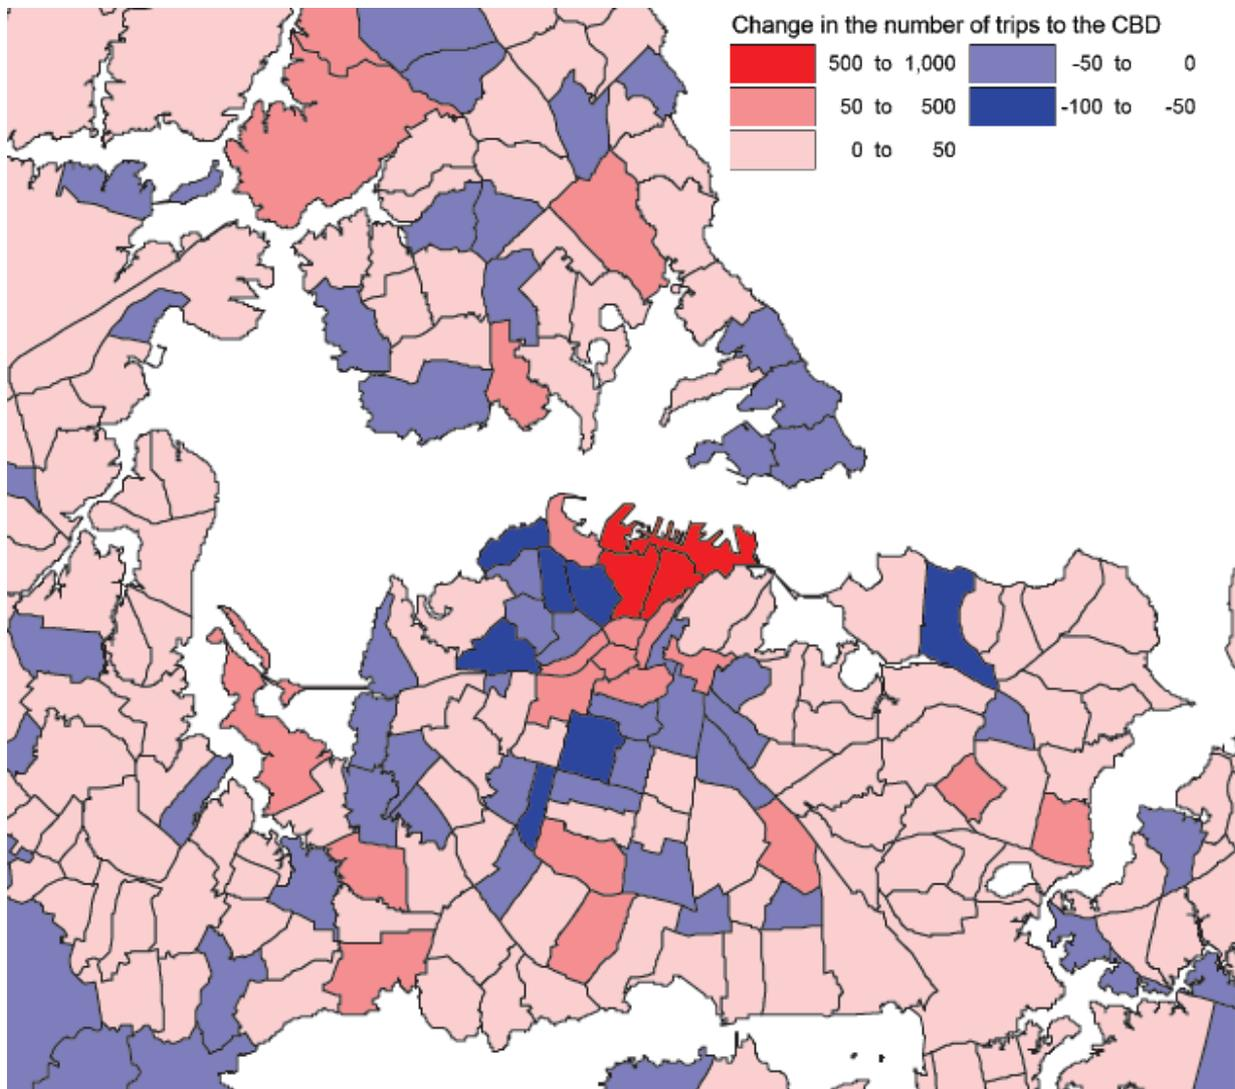 Change in the number of trips to the CBD
500 to 1,000 -50 to 0
50 to 500 -100 to -50
0 to 50